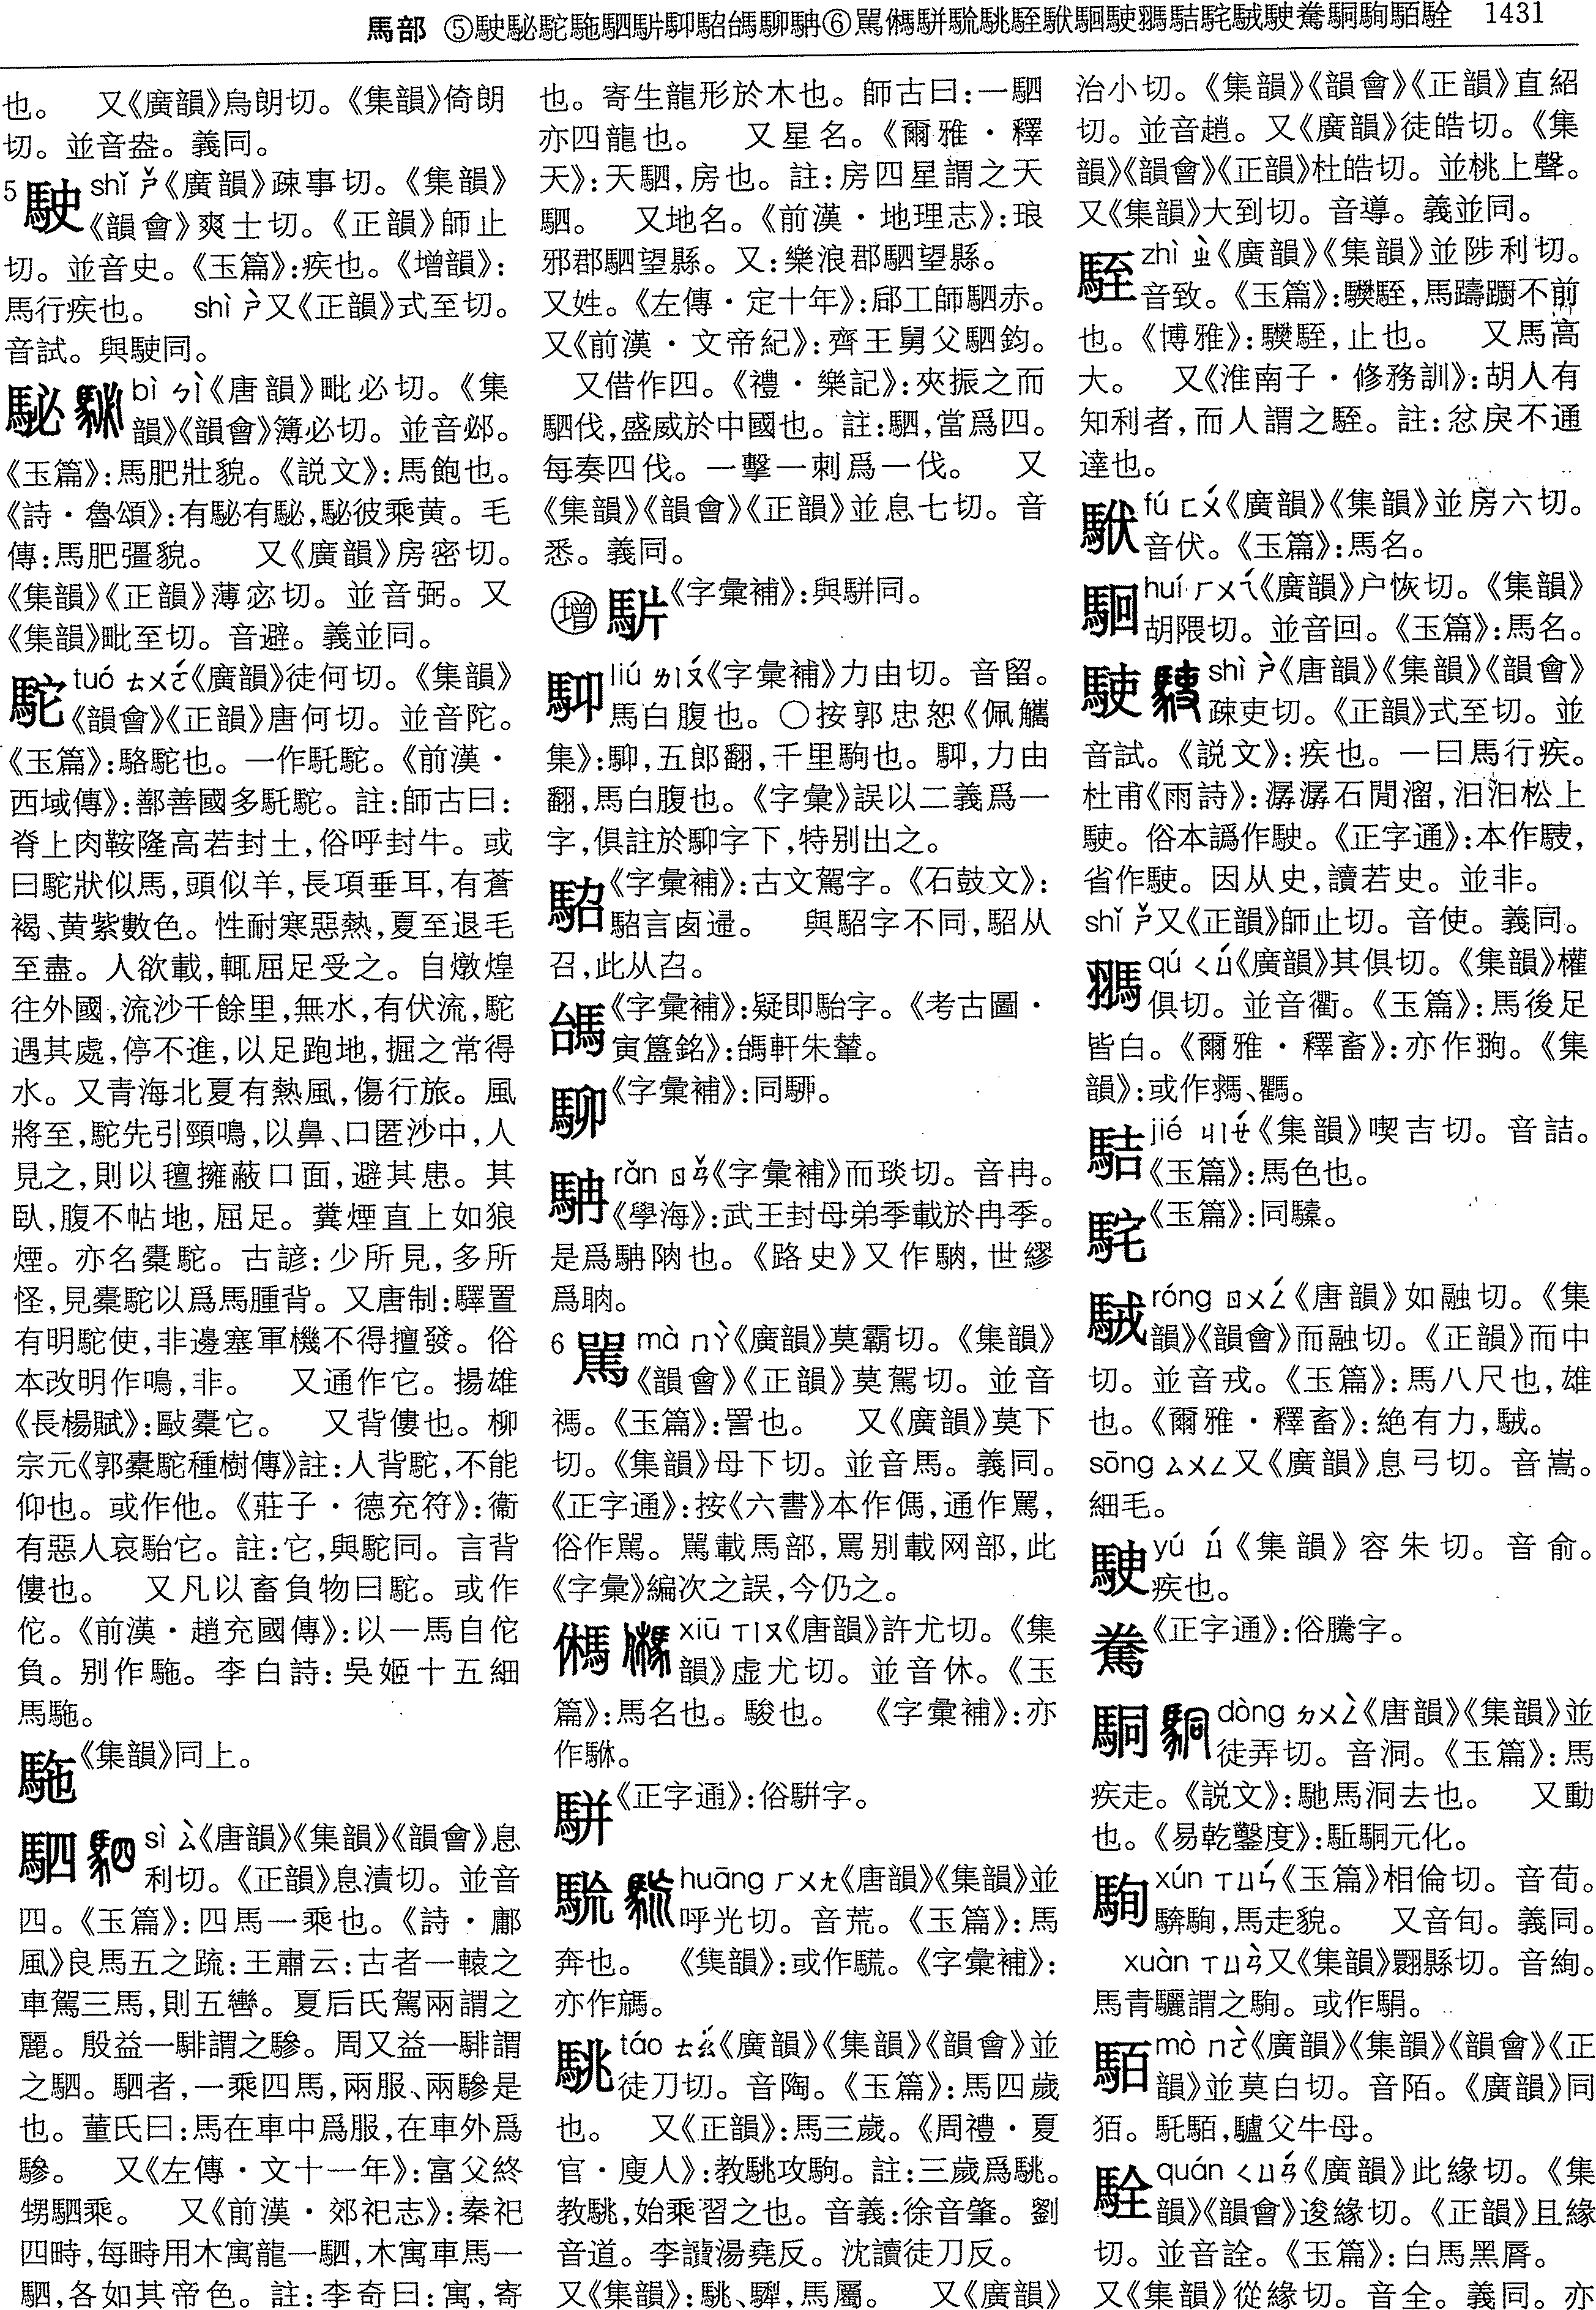 馬部 ⑤駛駜駝駞駟𩢔䮄駋𩢡駠䮀⑥罵𩢮駢䮲駣駤䭸駧駛䮂䮋駞駥駛䮴駧駒䮒駩 1431
也。 又《廣韻》烏朗切。《集韻》倚朗
切。並音盎。義同。
5 駛 shǐ ㄕˇ《廣韻》疎事切。《集韻》
《韻會》爽士切。《正韻》師止
切。並音史。《玉篇》:疾也。《增韻》:
馬行疾也。 shì ㄕˋ又《正韻》式至切。
音試。與駛同。
駜 bì ㄅㄧˋ《唐韻》毗必切。《集
韻》《韻會》簿必切。並音邲。
《玉篇》:馬肥壯貌。《説文》:馬飽也。
《詩·魯頌》:有駜有駜,駜彼乘黄。毛
傳:馬肥彊貌。 又《廣韻》房密切。
《集韻》《正韻》薄宓切。並音弼。又
《集韻》毗至切。音避。義並同。
駝 tuó ㄊㄨㄛˊ《廣韻》徒何切。《集韻》
《韻會》《正韻》唐何切。並音陀。
《玉篇》:駱駝也。一作馲駝。《前漢·
西域傳》:鄯善國多馲駝。註:師古曰:
脊上肉鞍隆高若封土,俗呼封牛。或
曰駝狀似馬,頭似羊,長項垂耳,有蒼
褐、黄紫數色。性耐寒惡熱,夏至退毛
至盡。人欲載,輒屈足受之。自燉煌
往外國,流沙千餘里,無水,有伏流,駝
遇其處,停不進,以足跑地,掘之常得
水。又青海北夏有熱風,傷行旅。風
將至,駝先引頸鳴,以鼻、口匿沙中,人
見之,則以氊擁蔽口面,避其患。其
臥,腹不帖地,屈足。糞煙直上如狼
煙。亦名橐駝。古諺:少所見,多所
怪,見橐駝以爲馬腫背。又唐制:驛置
有明駝使,非邊塞軍機不得擅發。俗
本改明作鳴,非。 又通作它。揚雄
《長楊賦》:敺橐它。 又背僂也。柳
宗元《郭橐駝種樹傳》註:人背駝,不能
仰也。或作他。《莊子·德充符》:衞
有惡人哀駘它。註:它,與駝同。言背
僂也。 又凡以畜負物曰駝。或作
佗。《前漢·趙充國傳》:以一馬自佗
負。别作駞。李白詩:吳姬十五細
馬駞。
駞 《集韻》同上。
駟 sì ㄙˋ《唐韻》《集韻》《韻會》息
利切。《正韻》息漬切。並音
四。《玉篇》:四馬一乘也。《詩·鄘
風》良馬五之疏:王肅云:古者一轅之
車駕三馬,則五轡。夏后氏駕兩謂之
麗。殷益一騑謂之驂。周又益一騑謂
之駟。駟者,一乘四馬,兩服、兩驂是
也。董氏曰:馬在車中爲服,在車外爲
驂。 又《左傳·文十一年》:富父終
甥駟乘。 又《前漢·郊祀志》:秦祀
四畤,每畤用木寓龍一駟,木寓車馬一
駟,各如其帝色。註:李奇曰:寓,寄
也。寄生龍形於木也。師古曰:一駟
亦四龍也。 又星名。《爾雅·釋
天》:天駟,房也。註:房四星謂之天
駟。 又地名。《前漢·地理志》:琅
邪郡駟望縣。又:樂浪郡駟望縣。
又姓。《左傳·定十年》:郈工師駟赤。
又《前漢·文帝紀》:齊王舅父駟鈞。
又借作四。《禮·樂記》:夾振之而
駟伐,盛威於中國也。註:駟,當爲四。
每奏四伐。一擊一刺爲一伐。 又
《集韻》《韻會》《正韻》並息七切。音
悉。義同。
增 《字彙補》:與駢同。
liú ㄌㄧㄡˊ《字彙補》力由切。音留。
馬白腹也。○按郭忠恕《佩觿
集》:䭹,五郎翻,千里駒也。駵,力由
翻,馬白腹也。《字彙》誤以二義爲一
字,俱註於䭹字下,特别出之。
《字彙補》:古文駕字。《石鼓文》:
駋言卤逋。 與駋字不同,駋从
召,此从㕣。
《字彙補》:疑即駘字。《考古圖·
寅簋銘》:軒朱䡇。
駠 《字彙補》:同騮。
rǎn ㄖㄢˇ《字彙補》而琰切。音冉。
《學海》:武王封母弟季載於冉季。
是爲䎃陑也。《路史》又作䎃,世繆
爲聃。
6 駡 mà ㄇㄚˋ《廣韻》莫霸切。《集韻》
《韻會》《正韻》莫駕切。並音
禡。《玉篇》:詈也。 又《廣韻》莫下
切。《集韻》母下切。並音馬。義同。
《正字通》:按《六書》本作傌,通作罵,
俗作駡。駡載馬部,罵别載网部,此
《字彙》編次之誤,今仍之。
xiū ㄒㄧㄡ《唐韻》許尤切。《集
韻》虚尤切。並音休。《玉
篇》:馬名也。駿也。 《字彙補》:亦
作䮌。
駢 《正字通》:俗騈字。
huāng ㄏㄨㄤ《唐韻》《集韻》並
呼光切。音荒。《玉篇》:馬
奔也。 《集韻》:或作䮲。《字彙補》:
亦作。
駣 táo ㄊㄠˊ《廣韻》《集韻》《韻會》並
徒刀切。音陶。《玉篇》:馬四歲
也。 又《正韻》:馬三歲。《周禮·夏
官·廋人》:教駣攻駒。註:三歲爲駣。
教駣,始乘習之也。音義:徐音肇。劉
音道。李讀湯堯反。沈讀徒刀反。
又《集韻》:駣、騨,馬屬。 又《廣韻》
治小切。《集韻》《韻會》《正韻》直紹
切。並音趙。又《廣韻》徒皓切。《集
韻》《韻會》《正韻》杜皓切。並桃上聲。
又《集韻》大到切。音導。義並同。
駤 zhì ㄓˋ《廣韻》《集韻》並陟利切。
音致。《玉篇》:驇駤,馬躊躕不前
也。《博雅》:驇駤,止也。 又馬高
大。 又《淮南子·修務訓》:胡人有
知利者,而人謂之駤。註:忿戾不通
達也。
fú ㄈㄨˊ《廣韻》《集韻》並房六切。
音伏。《玉篇》:馬名。
huí ㄏㄨㄟˊ《廣韻》户恢切。《集韻》
胡隈切。並音回。《玉篇》:馬名。
shì ㄕˋ《唐韻》《集韻》《韻會》
疎吏切。《正韻》式至切。並
音試。《説文》:疾也。一曰馬行疾。
杜甫《雨詩》:潺潺石閒溜,汩汩松上
駛。俗本譌作駛。《正字通》:本作駛,
省作駛。因从史,讀若史。並非。
shǐ ㄕˇ又《正韻》師止切。音使。義同。
qú ㄑㄩˊ《廣韻》其俱切。《集韻》權
俱切。並音衢。《玉篇》:馬後足
皆白。《爾雅·釋畜》:亦作翑。《集
韻》:或作、。
jié ㄐㄧㄝˊ《集韻》喫吉切。音詰。
《玉篇》:馬色也。
《玉篇》:同驝。
駥 róng ㄖㄨㄥˊ《唐韻》如融切。《集
韻》《韻會》而融切。《正韻》而中
切。並音戎。《玉篇》:馬八尺也,雄
也。《爾雅·釋畜》:絶有力,駥。
sōng ㄙㄨㄥ又《廣韻》息弓切。音嵩。
細毛。
yú ㄩˊ《集韻》容朱切。音俞。
疾也。
《正字通》:俗騰字。
駧 dòng ㄉㄨㄥˋ《唐韻》《集韻》並
徒弄切。音洞。《玉篇》:馬
疾走。《説文》:馳馬洞去也。 又動
也。《易乾鑿度》:駈駧元化。
xún ㄒㄩㄣˊ《玉篇》相倫切。音荀。
䮚駨,馬走貌。 又音旬。義同。
xuàn ㄒㄩㄢˋ又《集韻》翾縣切。音絢。
馬青驪謂之駨。或作駽。
mò ㄇㄛˋ《廣韻》《集韻》《韻會》《正
韻》並莫白切。音陌。《廣韻》同
狛。馲䮂,驢父牛母。
駩 quán ㄑㄩㄢˊ《廣韻》此緣切。《集
韻》《韻會》逡緣切。《正韻》且緣
切。並音詮。《玉篇》:白馬黑脣。
又《集韻》從緣切。音全。義同。亦